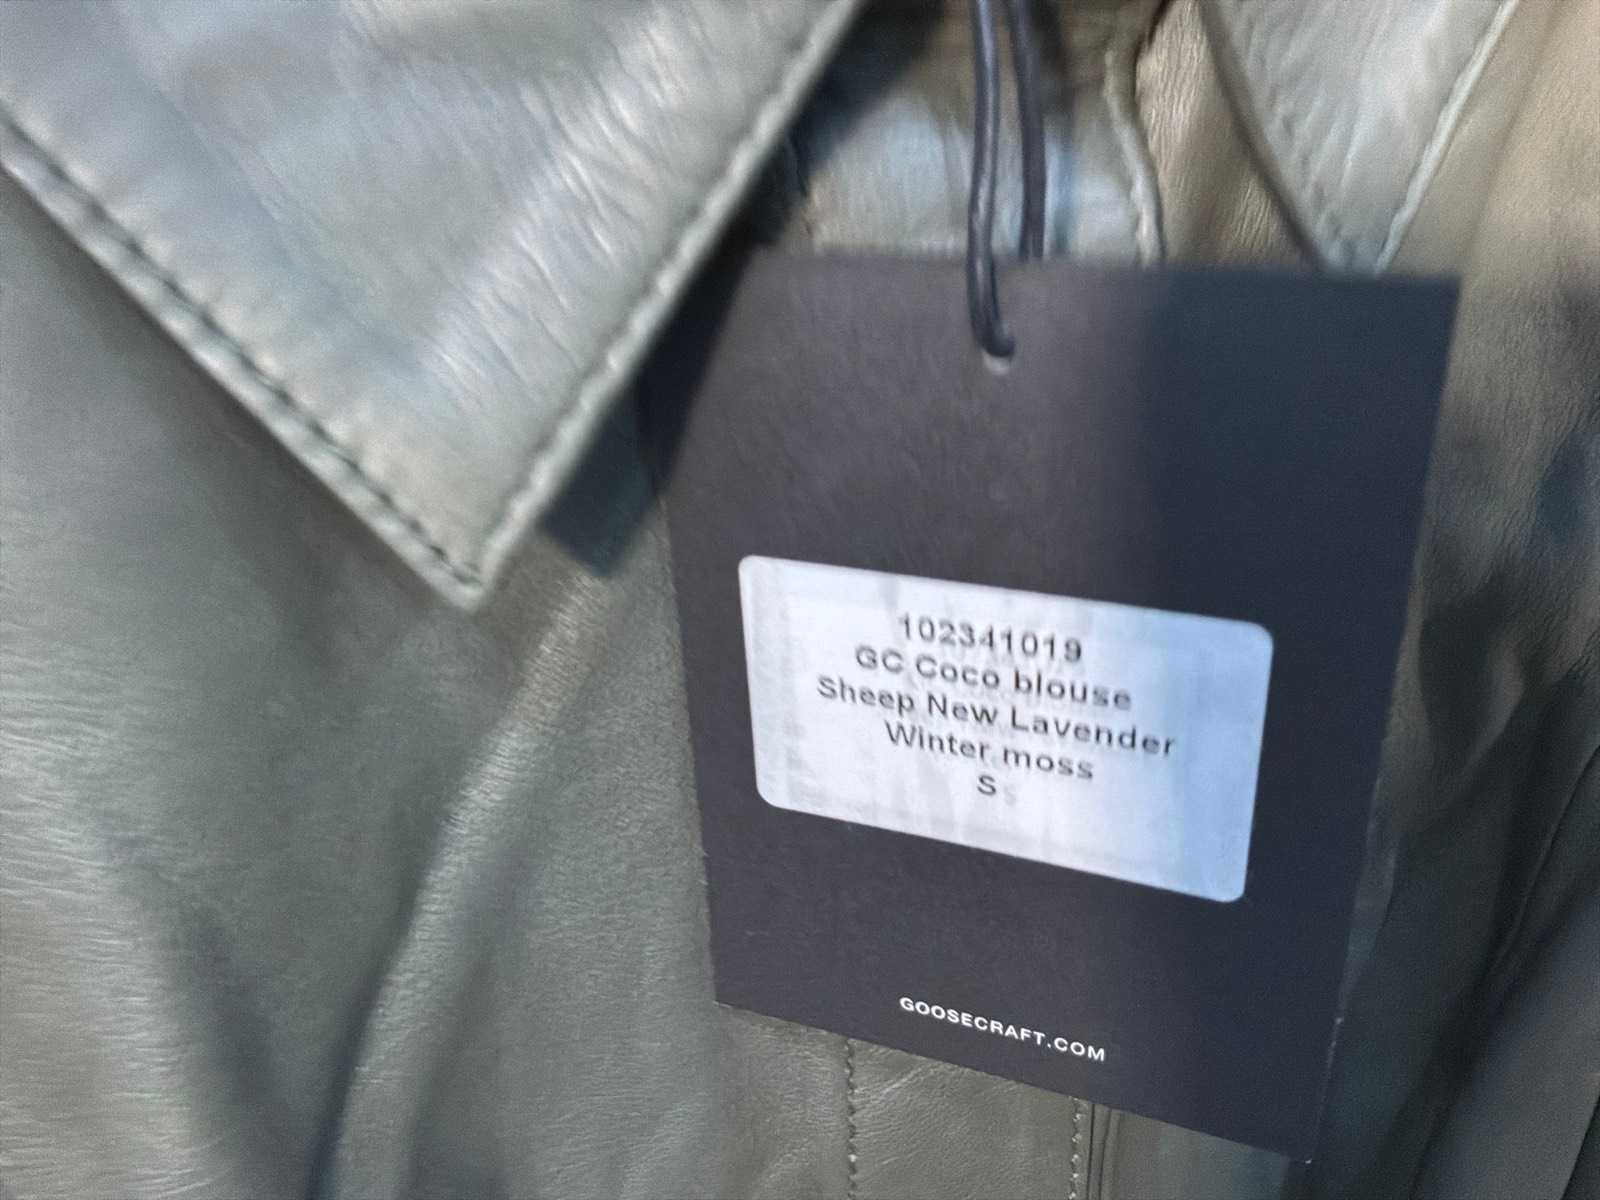 102341019
GC Coco blouse
Sheep New Lavender
Winter moss
S
GOOSECRAFT.COM